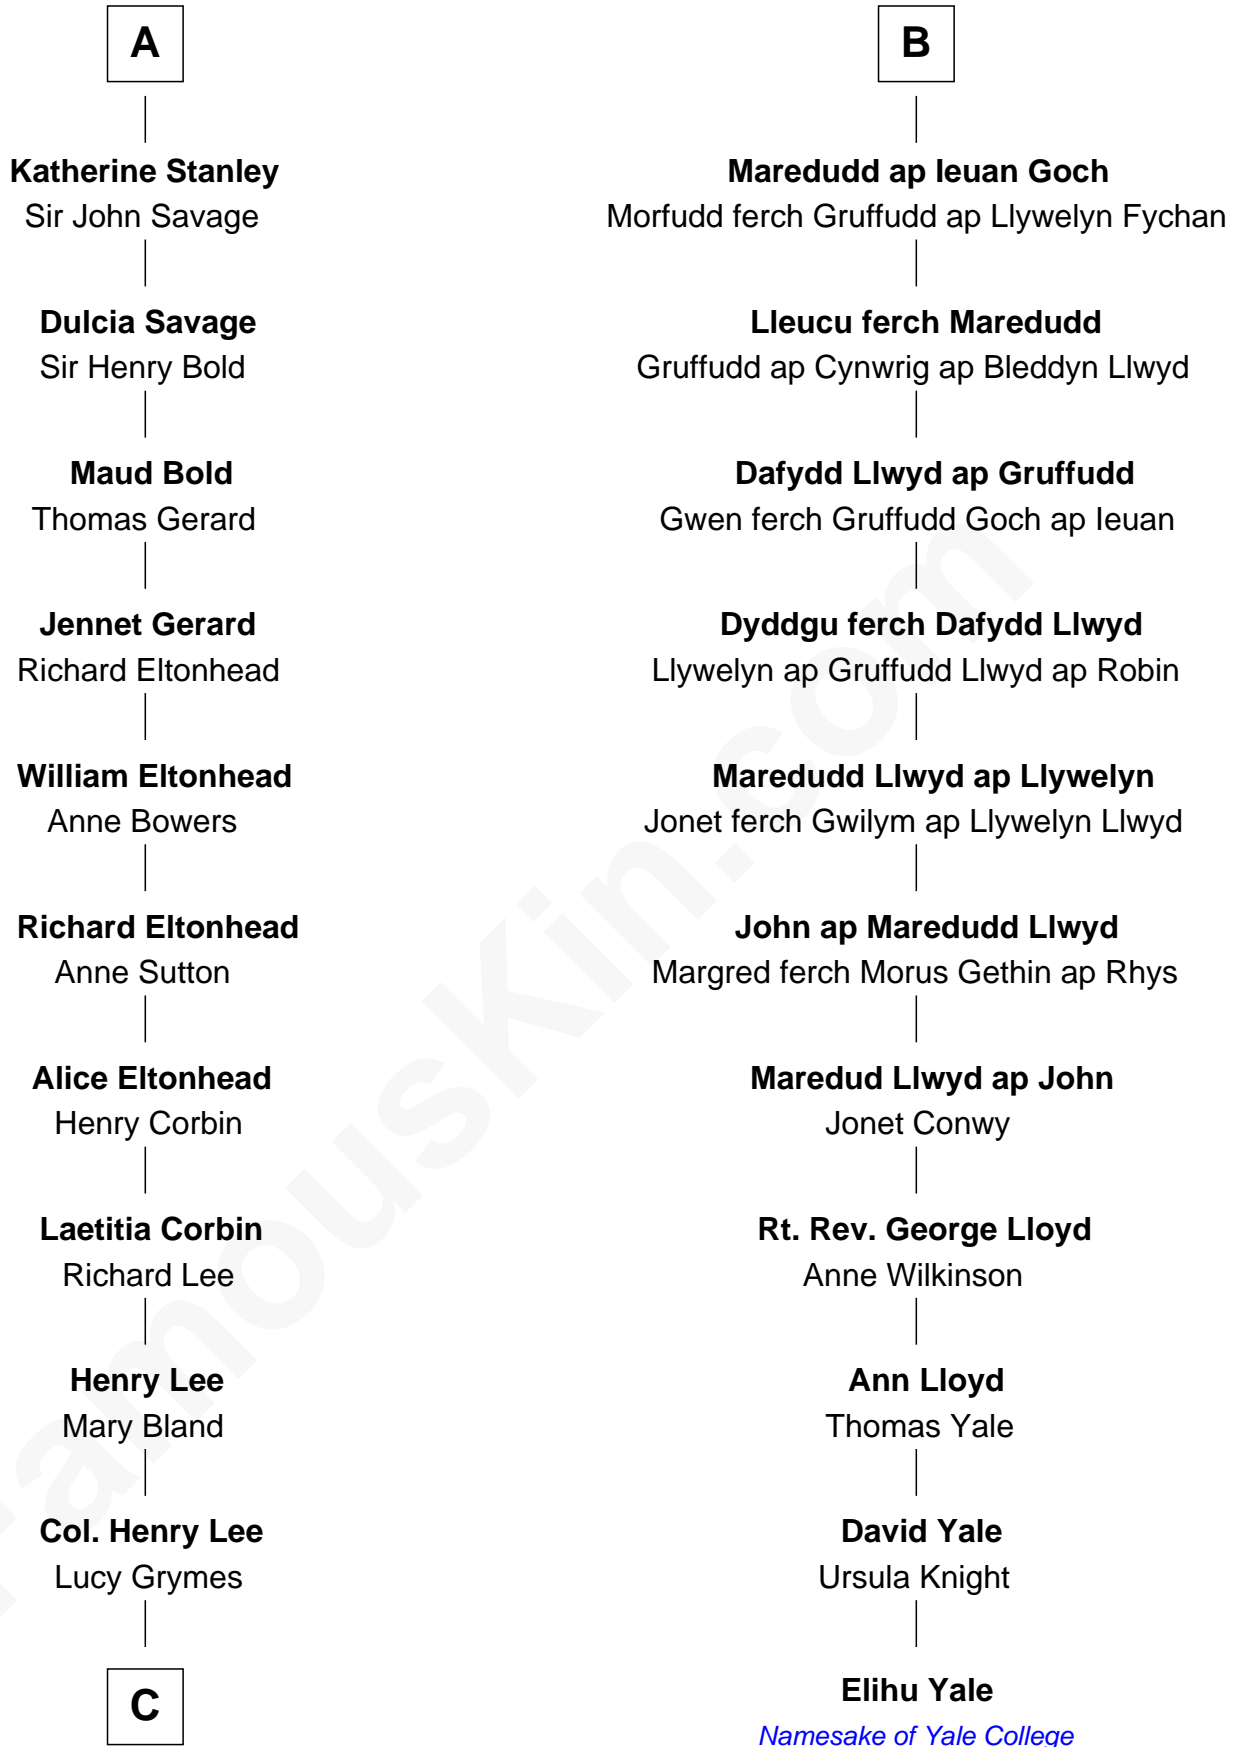 A
Katherine Stanley
Sir John Savage
Dulcia Savage
Sir Henry Bold
Maud Bold
Thomas Gerard
Jennet Gerard
Richard Eltonhead
William Eltonhead
Anne Bowers
Richard Eltonhead
Anne Sutton
Alice Eltonhead
Henry Corbin
Laetitia Corbin
Richard Lee
Henry Lee
Mary Bland
Col. Henry Lee
Lucy Grymes
C
B
Maredudd ap Ieuan Goch
Morfudd ferch Gruffudd ap Llywelyn Fychan
Lleucu ferch Maredudd
Gruffudd ap Cynwrig ap Bleddyn Llwyd
Dafydd Llwyd ap Gruffudd
Gwen ferch Gruffudd Goch ap Ieuan
Dyddgu ferch Dafydd Llwyd
Llywelyn ap Gruffudd Llwyd ap Robin
Maredudd Llwyd ap Llywelyn
Jonet ferch Gwilym ap Llywelyn Llwyd
John ap Maredudd Llwyd
Margred ferch Morus Gethin ap Rhys
Maredud Llwyd ap John
Jonet Conwy
Rt. Rev. George Lloyd
Anne Wilkinson
Ann Lloyd
Thomas Yale
David Yale
Ursula Knight
Elihu Yale
Namesake of Yale College
FamousKin.com